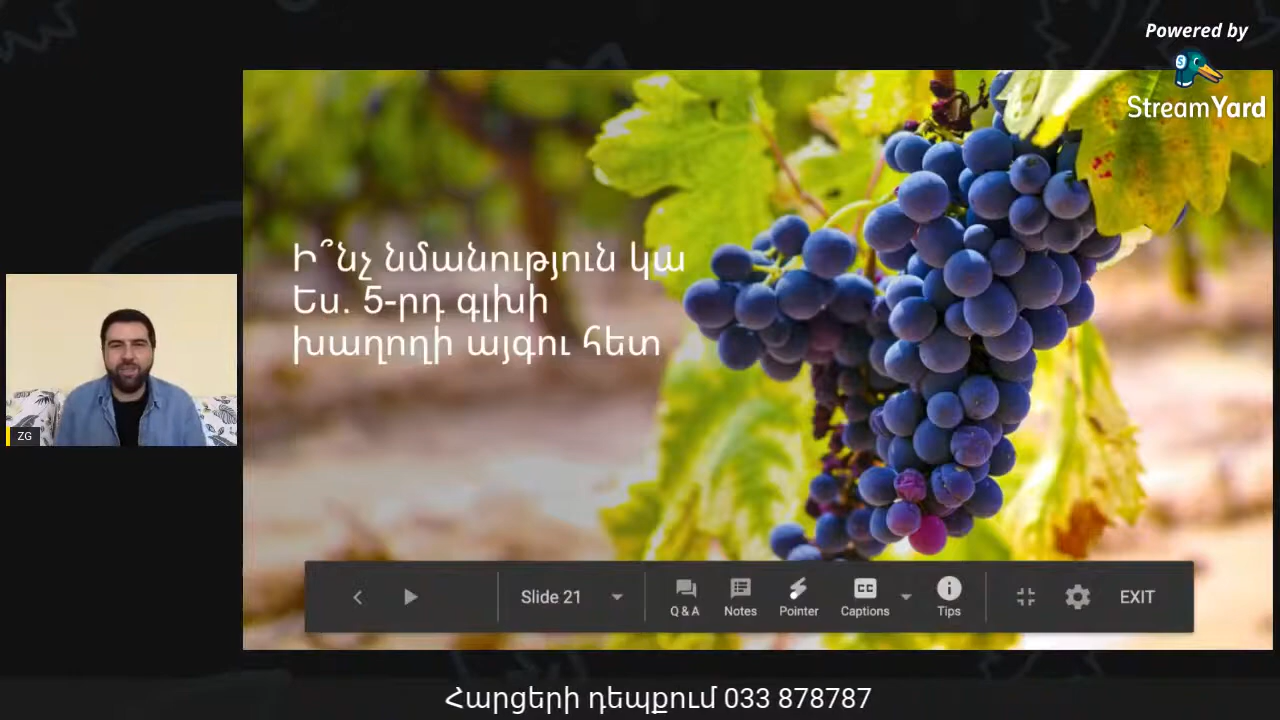 Powered by
StreamYard
Ի՞նչ նմանություն կա
Ես. 5-րդ գլխի
խաղողի այգու հետ
ZG
Slide 21
Q & A
Notes
Pointer
CC
Captions
Tips
EXIT
Հարցերի դեպքում 033 878787